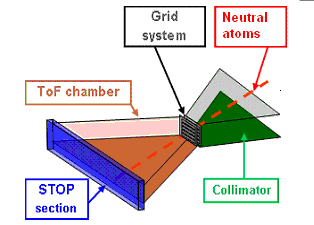 Grid
system
Neutral
atoms
ToF chamber
STOP
section
Collimator